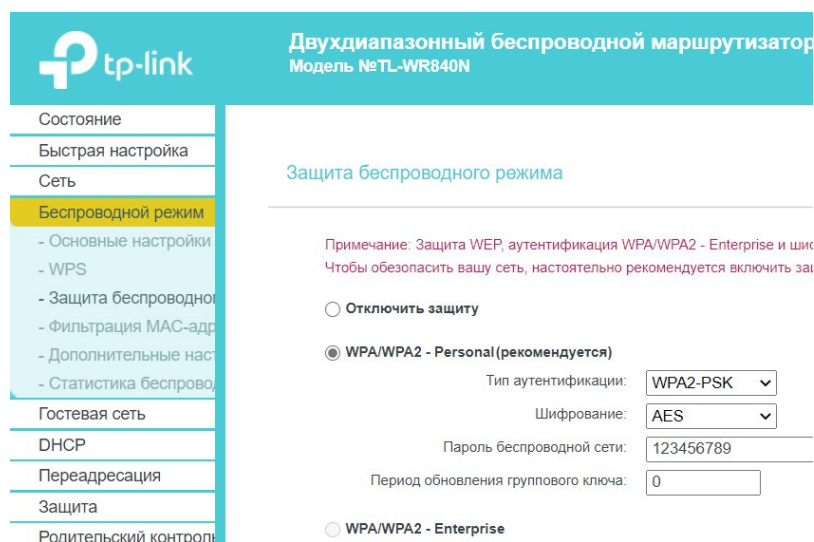 tp-link
Двухдиапазонный беспроводной маршрутизатор
Модель №TL-WR840N
Состояние
Быстрая настройка
Сеть
Беспроводной режим
- Основные настройки
- WPS
- Защита беспроводно
- Фильтрация MAC-адр
- Дополнительные нас
- Статистика беспровод
Гостевая сеть
DHCP
Переадресация
Защита
Родительский контроль
Защита беспроводного режима
Примечание: Защита WEP, аутентификация WPA/WPA2 - Enterprise и ши
Чтобы обезопасить вашу сеть, настоятельно рекомендуется включить за
Отключить защиту
WPA/WPA2 - Personal(рекомендуется)
Тип аутентификации: WPA2-PSK
Шифрование: AES
Пароль беспроводной сети: 123456789
Период обновления группового ключа: 0
WPA/WPA2 - Enterprise